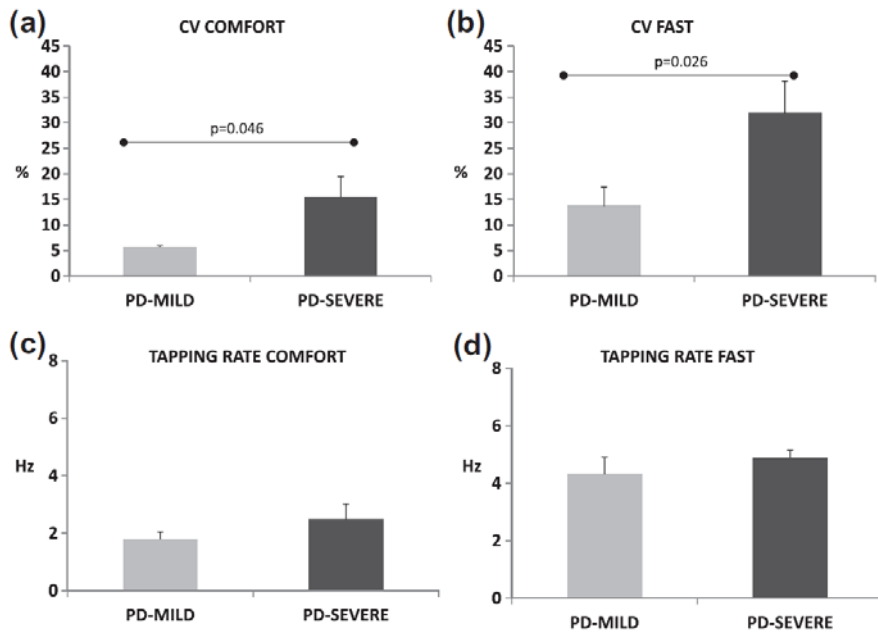 (a)
CV COMFORT
45
40
35
30
25
20
15
10
5
0
%
p=0.046
PD-MILD PD-SEVERE
(b)
CV FAST
45
40
35
30
25
20
15
10
5
0
%
p=0.026
PD-MILD PD-SEVERE
(c)
TAPPING RATE COMFORT
8
6
4
2
0
Hz
PD-MILD PD-SEVERE
(d)
TAPPING RATE FAST
8
6
4
2
0
Hz
PD-MILD PD-SEVERE